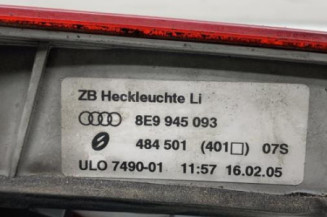 ZB Heckleuchte Li
8E9 945 093
484 501 (401□) 07S
ULO 7490-01 11:57 16.02.05